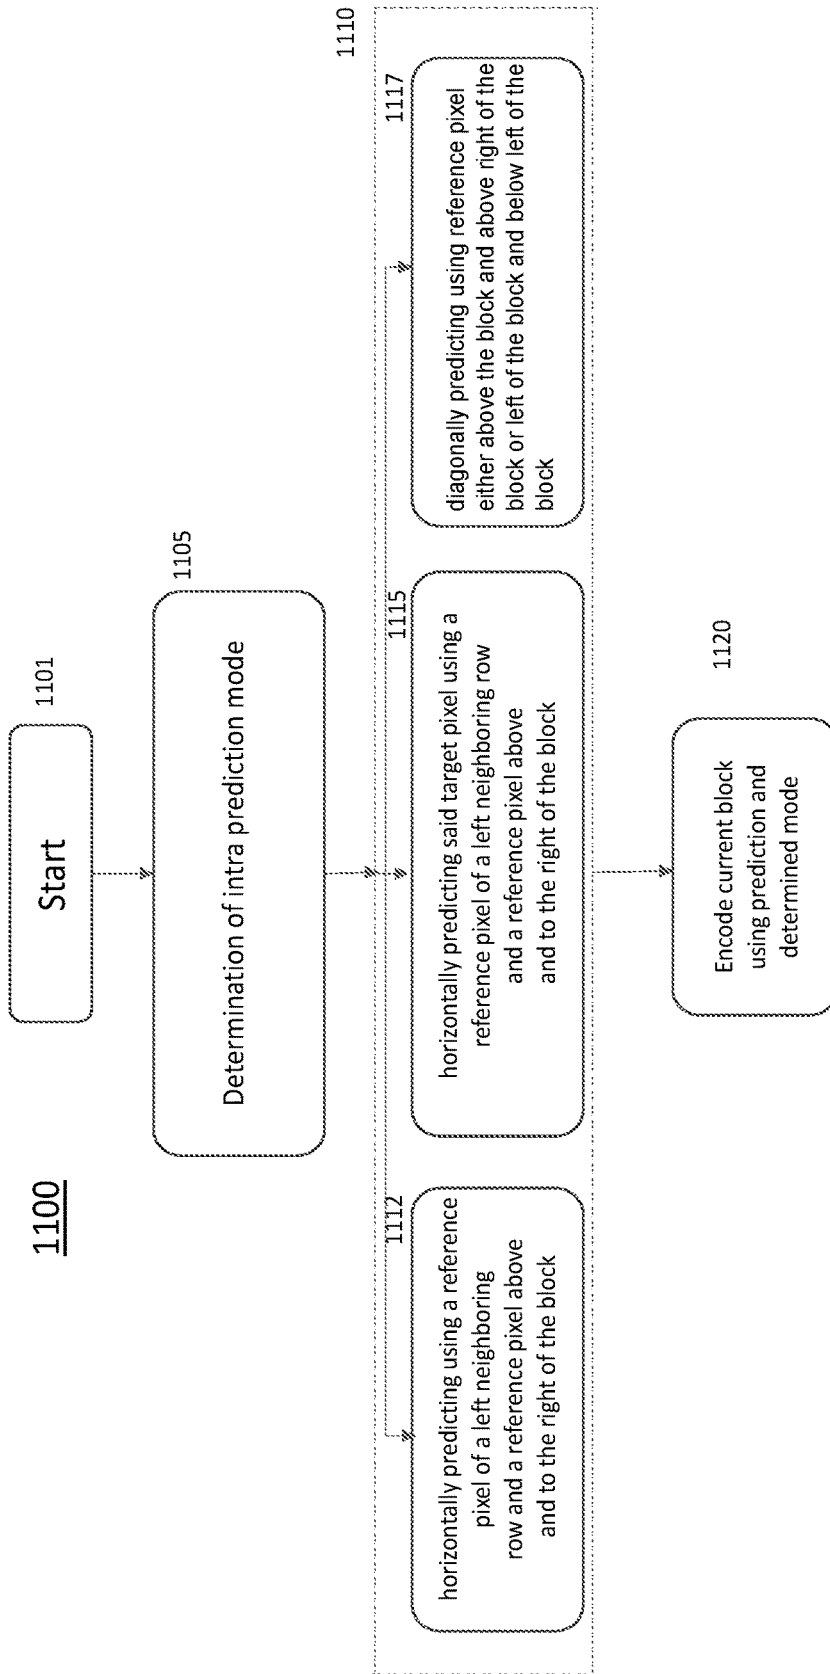 1100
Start
1101
Determination of intra prediction mode
1105
1110
1112
horizontally predicting using a reference
pixel of a left neighboring
row and a reference pixel above
and to the right of the block
1115
horizontally predicting said target pixel using a
reference pixel of a left neighboring row
and a reference pixel above
and to the right of the block
1117
diagonally predicting using reference pixel
either above the block and above right of the
block or left of the block and below left of the
block
Encode current block
using prediction and
determined mode
1120